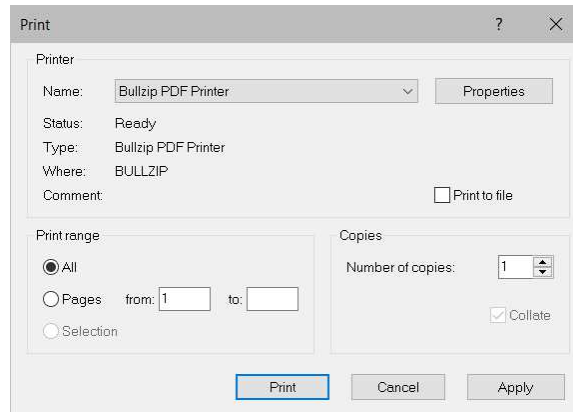 Print
Printer
Name: Bullzip PDF Printer Properties
Status: Ready
Type: Bullzip PDF Printer
Where: BULLZIP
Comment: Print to file
Print range
All
Pages from: 1 to:
Selection
Copies
Number of copies: 1
Collate
Print Cancel Apply